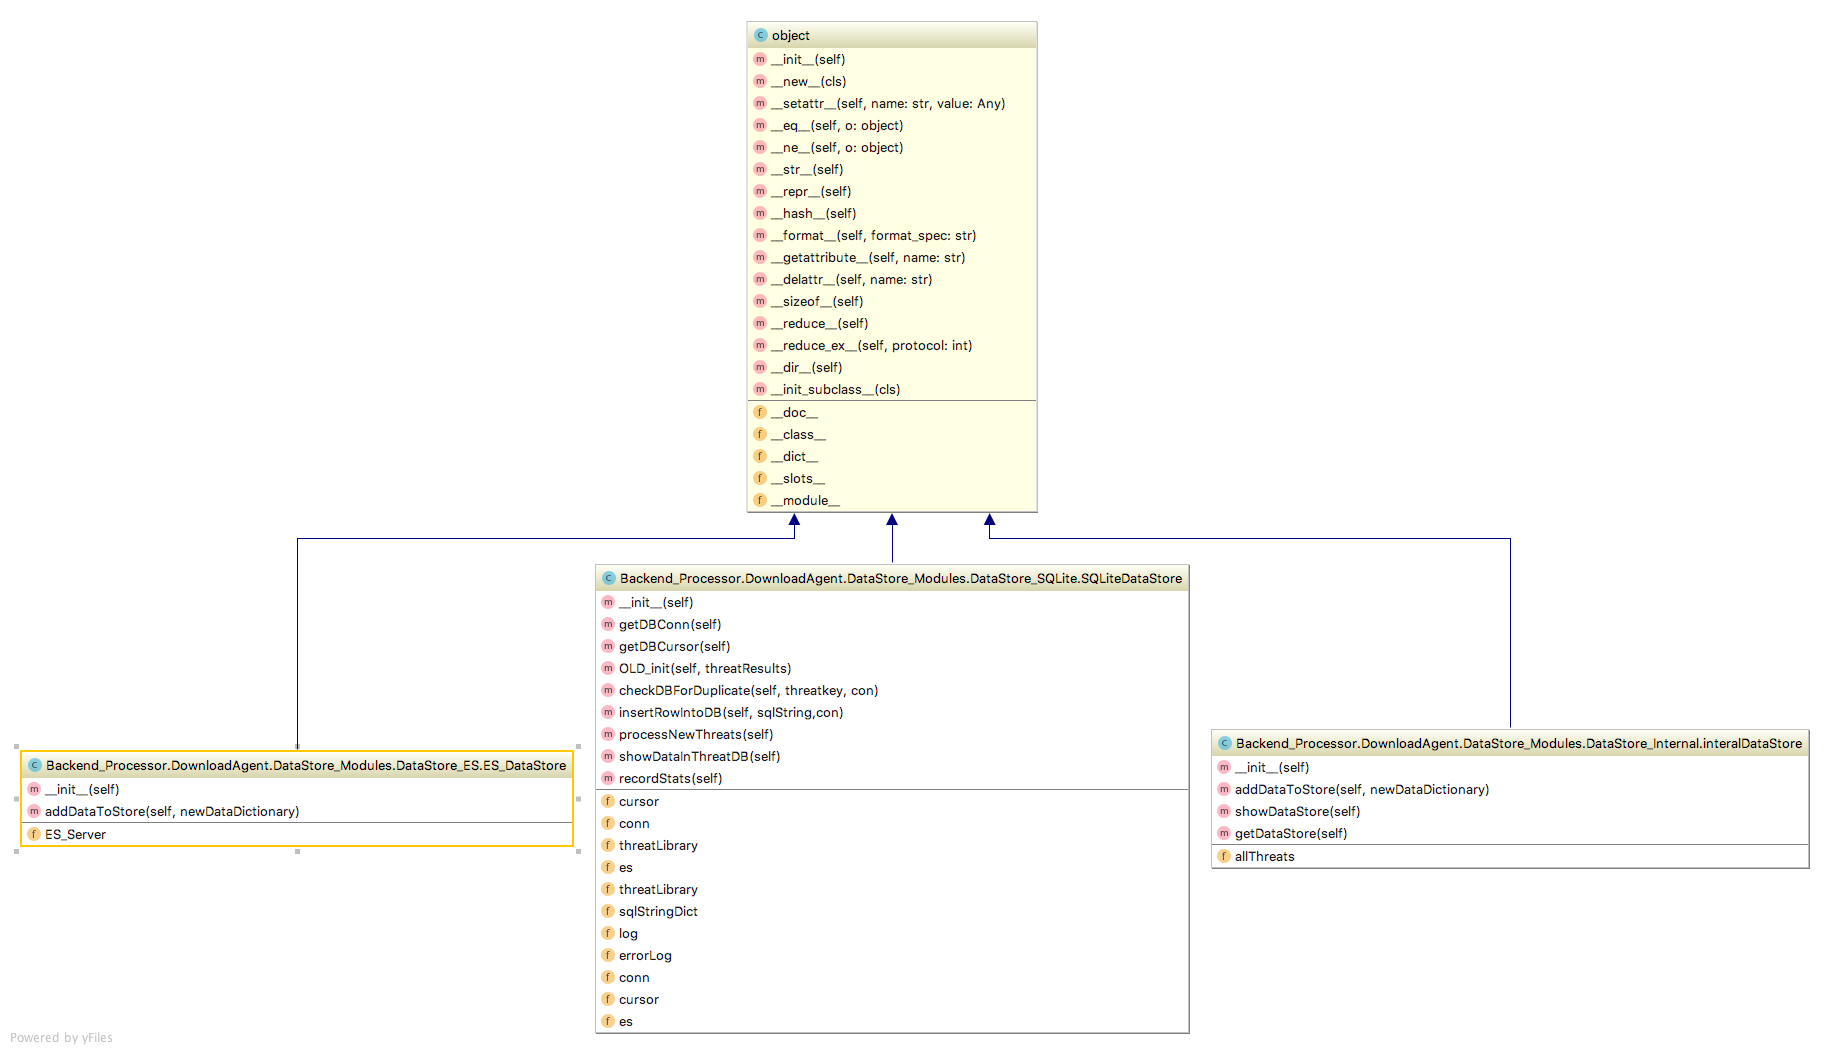 object
__init__(self)
__new__(cls)
__setattr__(self, name: str, value: Any)
__eq__(self, o: object)
__ne__(self, o: object)
__str__(self)
__repr__(self)
__hash__(self)
__format__(self, format_spec: str)
__getattribute__(self, name: str)
__delattr__(self, name: str)
__sizeof__(self)
__reduce__(self)
__reduce_ex__(self, protocol: int)
__dir__(self)
__init_subclass__(cls)
__doc__
__class__
__dict__
__slots__
__module__
Backend_Processor.DownloadAgent.DataStore_Modules.DataStore_ES.ES_DataStore
__init__(self)
addDataToStore(self, newDataDictionary)
ES_Server
Backend_Processor.DownloadAgent.DataStore_Modules.DataStore_SQLite.SQLiteDataStore
__init__(self)
getDBConn(self)
getDBCursor(self)
OLD_init(self, threatResults)
checkDBForDuplicate(self, threatkey, con)
insertRowIntoDB(self, sqlString,con)
processNewThreats(self)
showDataInThreatDB(self)
recordStats(self)
cursor
conn
threatLibrary
es
threatLibrary
sqlStringDict
log
errorLog
conn
cursor
es
Backend_Processor.DownloadAgent.DataStore_Modules.DataStore_Internal.interalDataStore
__init__(self)
addDataToStore(self, newDataDictionary)
showDataStore(self)
getDataStore(self)
allThreats
Powered by yFiles